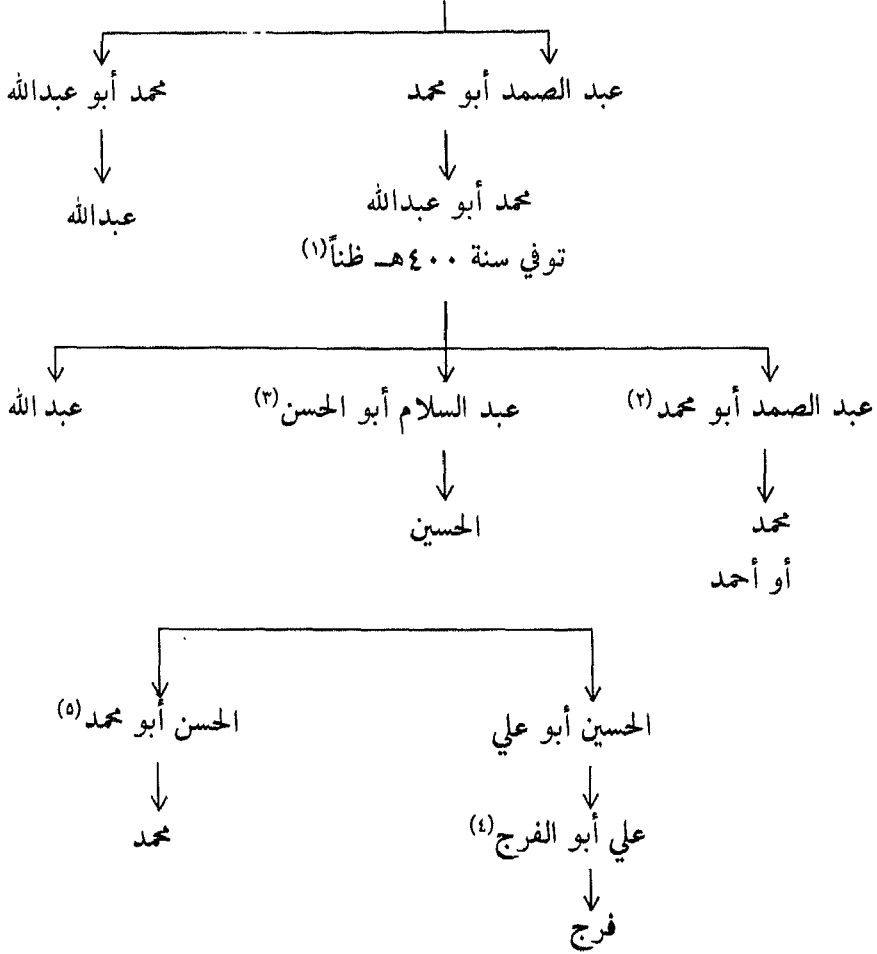 عبد الصمد أبو محمد محمد أبو عبدالله
محمد أبو عبدالله عبدالله
توفي سنة ٤٠٠هـ ظناً (١)
عبد الصمد أبو محمد (٢) عبد السلام أبو الحسن (٣) عبد الله
محمد الحسين
أو أحمد
الحسين أبو علي الحسن أبو محمد (٥)
علي أبو الفرج (٤) محمد
فرج